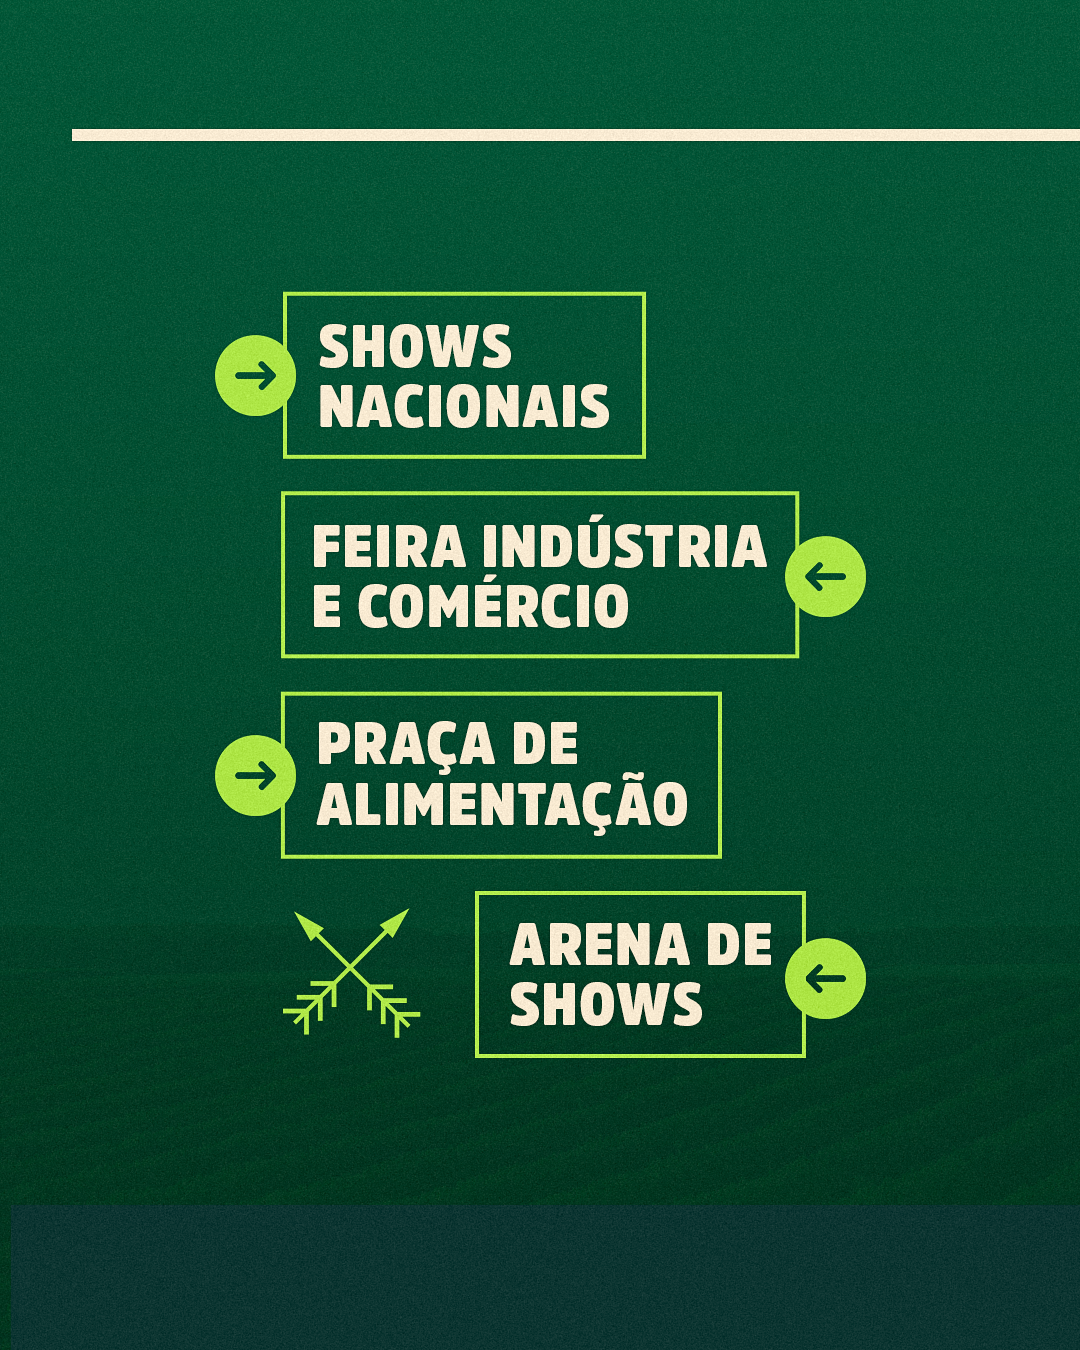 SHOWS
NACIONAIS
FEIRA INDÚSTRIA
E COMÉRCIO
PRAÇA DE
ALIMENTAÇÃO
ARENA DE
SHOWS